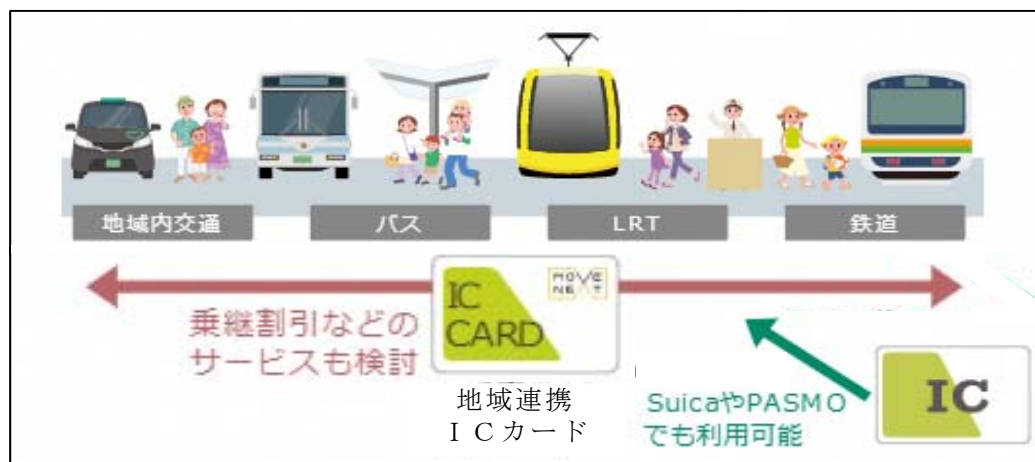 地域内交通
バス
LRT
鉄道
IC
CARD
MOVE
NEXT
乗継割引などの
サービスも検討
地域連携
ＩＣカード
SuicaやPASMO
でも利用可能
IC